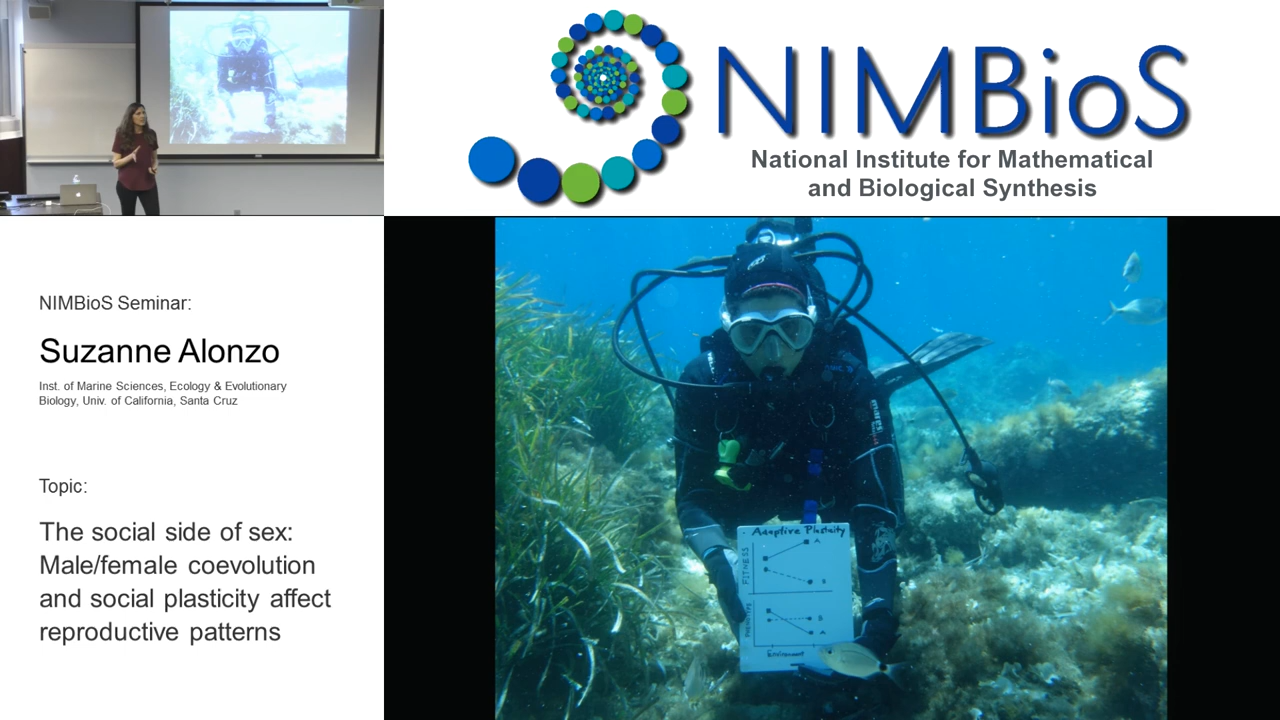 NIMBioS
National Institute for Mathematical
and Biological Synthesis
NIMBioS Seminar:
Suzanne Alonzo
Inst. of Marine Sciences, Ecology & Evolutionary
Biology, Univ. of California, Santa Cruz
Topic:
The social side of sex:
Male/female coevolution
and social plasticity affect
reproductive patterns
Adaptive Plasticity
FITNESS
A
B
PHENOTYPE
B
A
Environment
mares